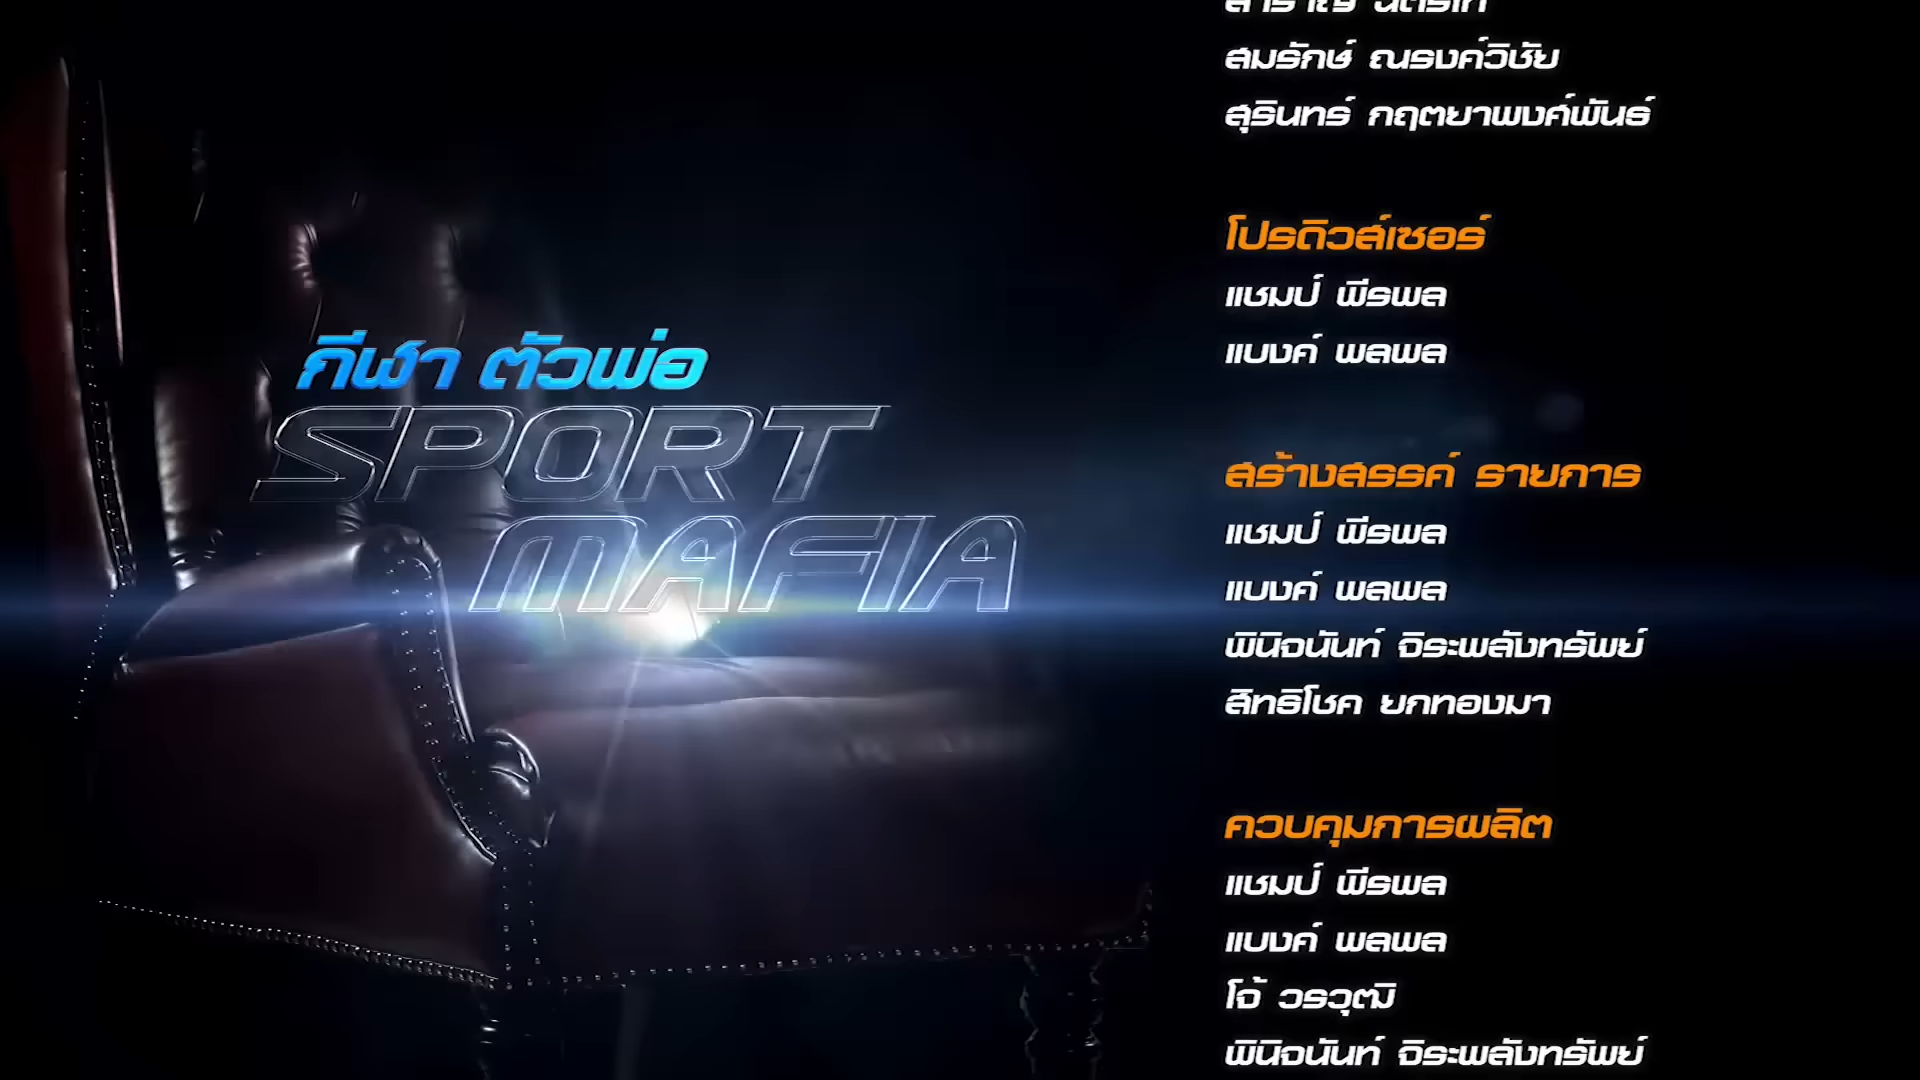 กีฬา ตัวพ่อ
SPORT
MAFIA
สมรักษ์ ณรงค์วิชัย
สุรินทร์ กฤตยาพงศ์พันธ์
โปรดิวส์เซอร์
แชมป์ พีรพล
แบงค์ พลพล
สร้างสรรค์ รายการ
แชมป์ พีรพล
แบงค์ พลพล
พินิจนันท์ จิระพลังทรัพย์
สิทธิโชค ยกทองมา
ควบคุมการผลิต
แชมป์ พีรพล
แบงค์ พลพล
โจ้ วรวุฒิ
พินิจนันท์ จิระพลังทรัพย์